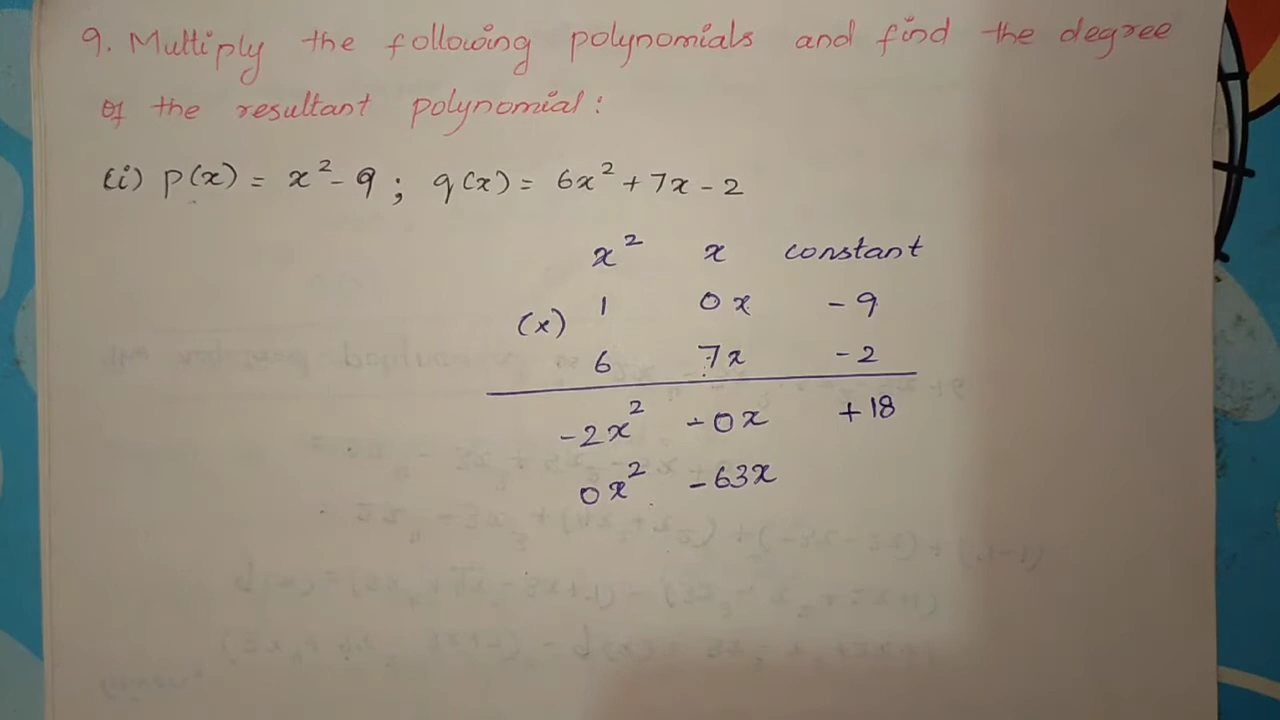 9. Multiply the following polynomials and find the degree
of the resultant polynomial:
(i) p(x) = x² - 9 ; q(x) = 6x² + 7x - 2
x² x constant
(x) 1 0x - 9
6 7x - 2
-2x² - 0x + 18
0x² - 63x